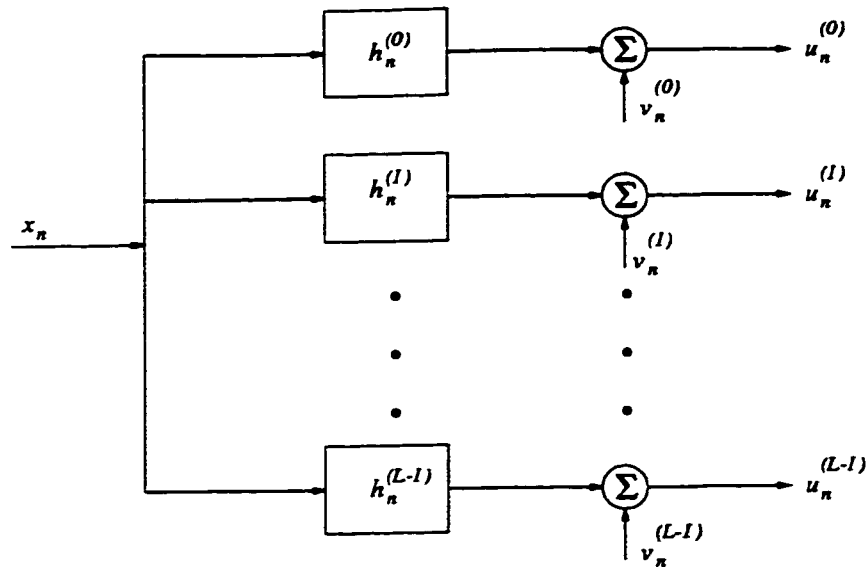 h_n^(0) Σ u_n^(0)
v_n^(0)
h_n^(1) Σ u_n^(1)
x_n
v_n^(1)
h_n^(L-1) Σ u_n^(L-1)
v_n^(L-1)